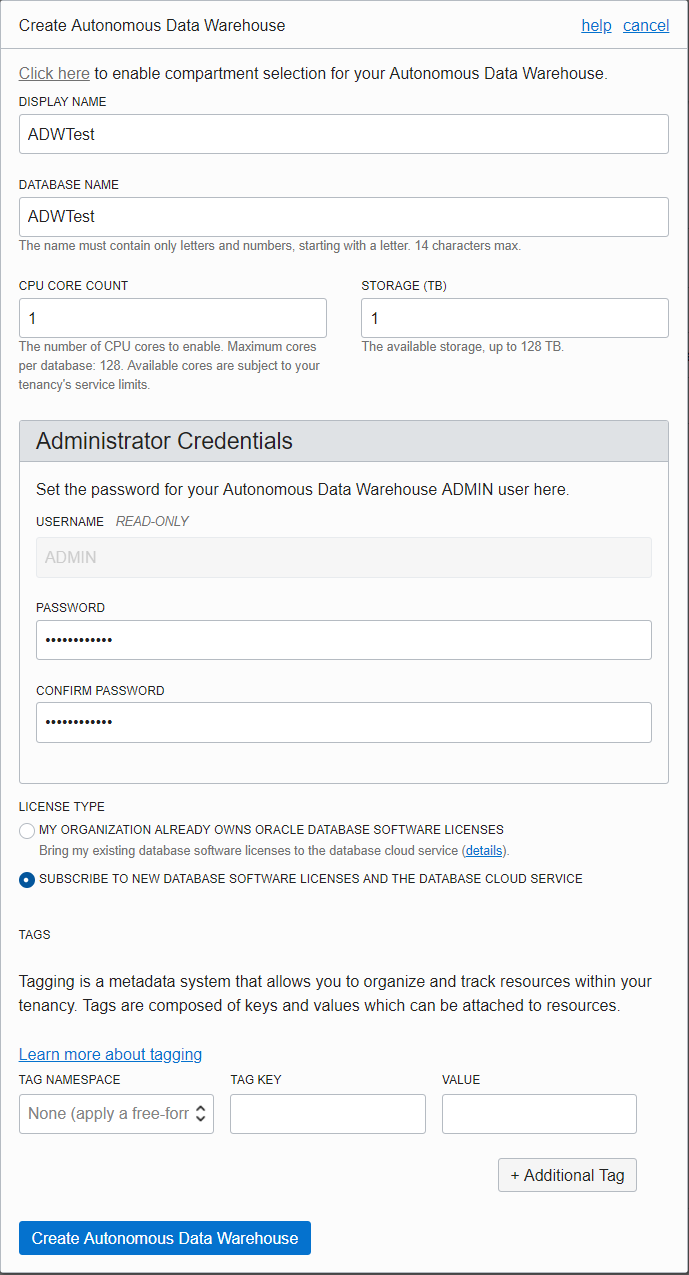 Create Autonomous Data Warehouse help cancel
Click here to enable compartment selection for your Autonomous Data Warehouse.
DISPLAY NAME
ADWTest
DATABASE NAME
ADWTest
The name must contain only letters and numbers, starting with a letter. 14 characters max.
CPU CORE COUNT STORAGE (TB)
1 1
The number of CPU cores to enable. Maximum cores
per database: 128. Available cores are subject to your
tenancy's service limits.
The available storage, up to 128 TB.
Administrator Credentials
Set the password for your Autonomous Data Warehouse ADMIN user here.
USERNAME READ-ONLY
ADMIN
PASSWORD
••••••••••••
CONFIRM PASSWORD
••••••••••••
LICENSE TYPE
MY ORGANIZATION ALREADY OWNS ORACLE DATABASE SOFTWARE LICENSES
Bring my existing database software licenses to the database cloud service (details).
SUBSCRIBE TO NEW DATABASE SOFTWARE LICENSES AND THE DATABASE CLOUD SERVICE
TAGS
Tagging is a metadata system that allows you to organize and track resources within your
tenancy. Tags are composed of keys and values which can be attached to resources.
Learn more about tagging
TAG NAMESPACE TAG KEY VALUE
None (apply a free-forr
+ Additional Tag
Create Autonomous Data Warehouse